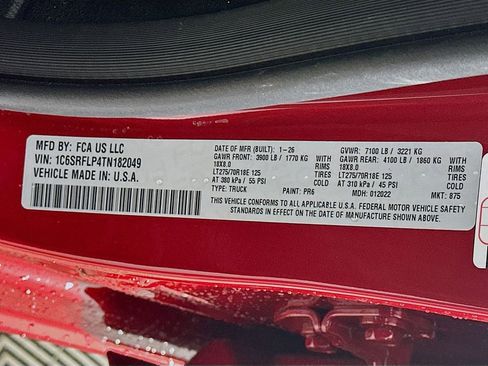 MFD BY: FCA US LLC
VIN: 1C6SRFLP4TN182049
VEHICLE MADE IN: U.S.A.
DATE OF MFR (BUILT): 1-26 GVWR: 7100 LB / 3221 KG
GAWR FRONT: 3900 LB / 1770 KG WITH GAWR REAR: 4100 LB / 1860 KG WITH
18X8.0 RIMS 18X8.0 RIMS
LT275/70R18E 125 TIRES LT275/70R18E 125 TIRES
AT 380 kPa / 55 PSI COLD AT 310 kPa / 45 PSI COLD
TYPE: TRUCK PAINT: PR6 MDH: 012022 MKT: 875
THIS VEHICLE CONFORMS TO ALL APPLICABLE U.S.A. FEDERAL MOTOR VEHICLE SAFETY
STANDARDS IN EFFECT ON THE DATE OF MANUFACTURE SHOWN ABOVE.